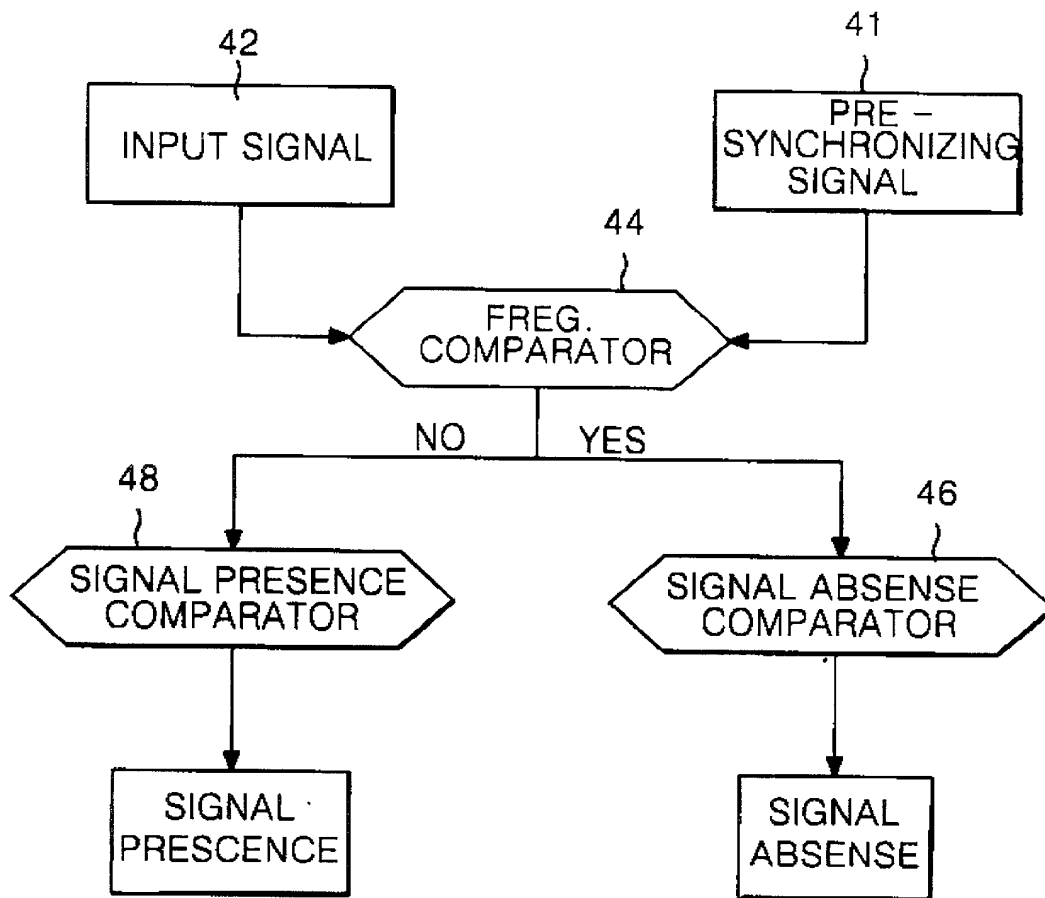 42
41
INPUT SIGNAL
PRE -
SYNCHRONIZING
SIGNAL
44
FREG.
COMPARATOR
NO
YES
48
46
SIGNAL PRESENCE
COMPARATOR
SIGNAL ABSENSE
COMPARATOR
SIGNAL
PRESCENCE
SIGNAL
ABSENSE